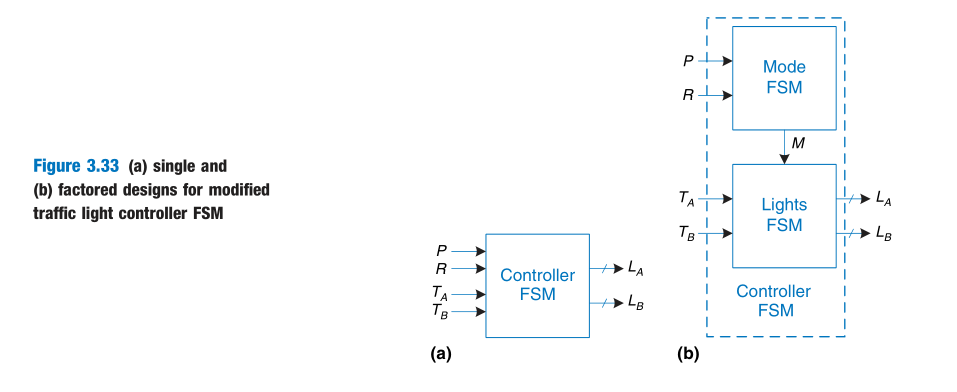 Figure 3.33 (a) single and
(b) factored designs for modified
traffic light controller FSM
P
R
T_A
T_B
Controller
FSM
L_A
L_B
(a)
P
R
Mode
FSM
M
T_A
T_B
Lights
FSM
L_A
L_B
Controller
FSM
(b)